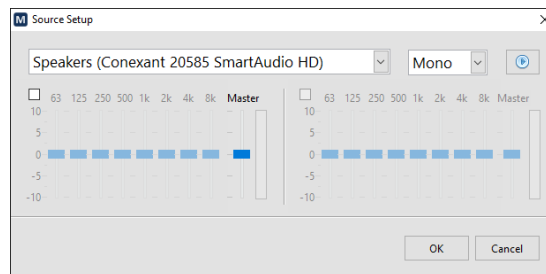 M Source Setup
Speakers (Conexant 20585 SmartAudio HD) Mono
63 125 250 500 1k 2k 4k 8k Master 63 125 250 500 1k 2k 4k 8k Master
10 10
5 5
0 0
-5 -5
-10 -10
OK Cancel